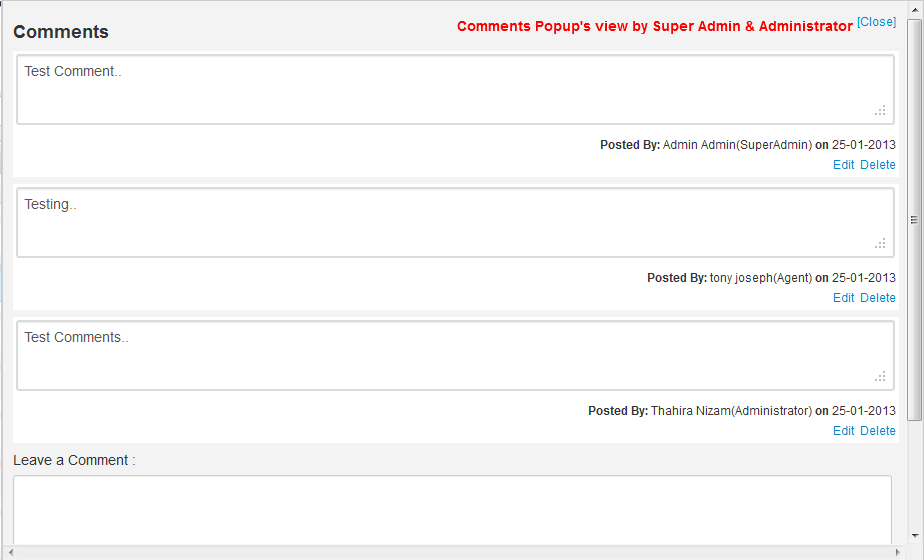 Comments
Comments Popup's view by Super Admin & Administrator [Close]
Test Comment..
Posted By: Admin Admin(SuperAdmin) on 25-01-2013
Edit Delete
Testing..
Posted By: tony joseph(Agent) on 25-01-2013
Edit Delete
Test Comments..
Posted By: Thahira Nizam(Administrator) on 25-01-2013
Edit Delete
Leave a Comment :